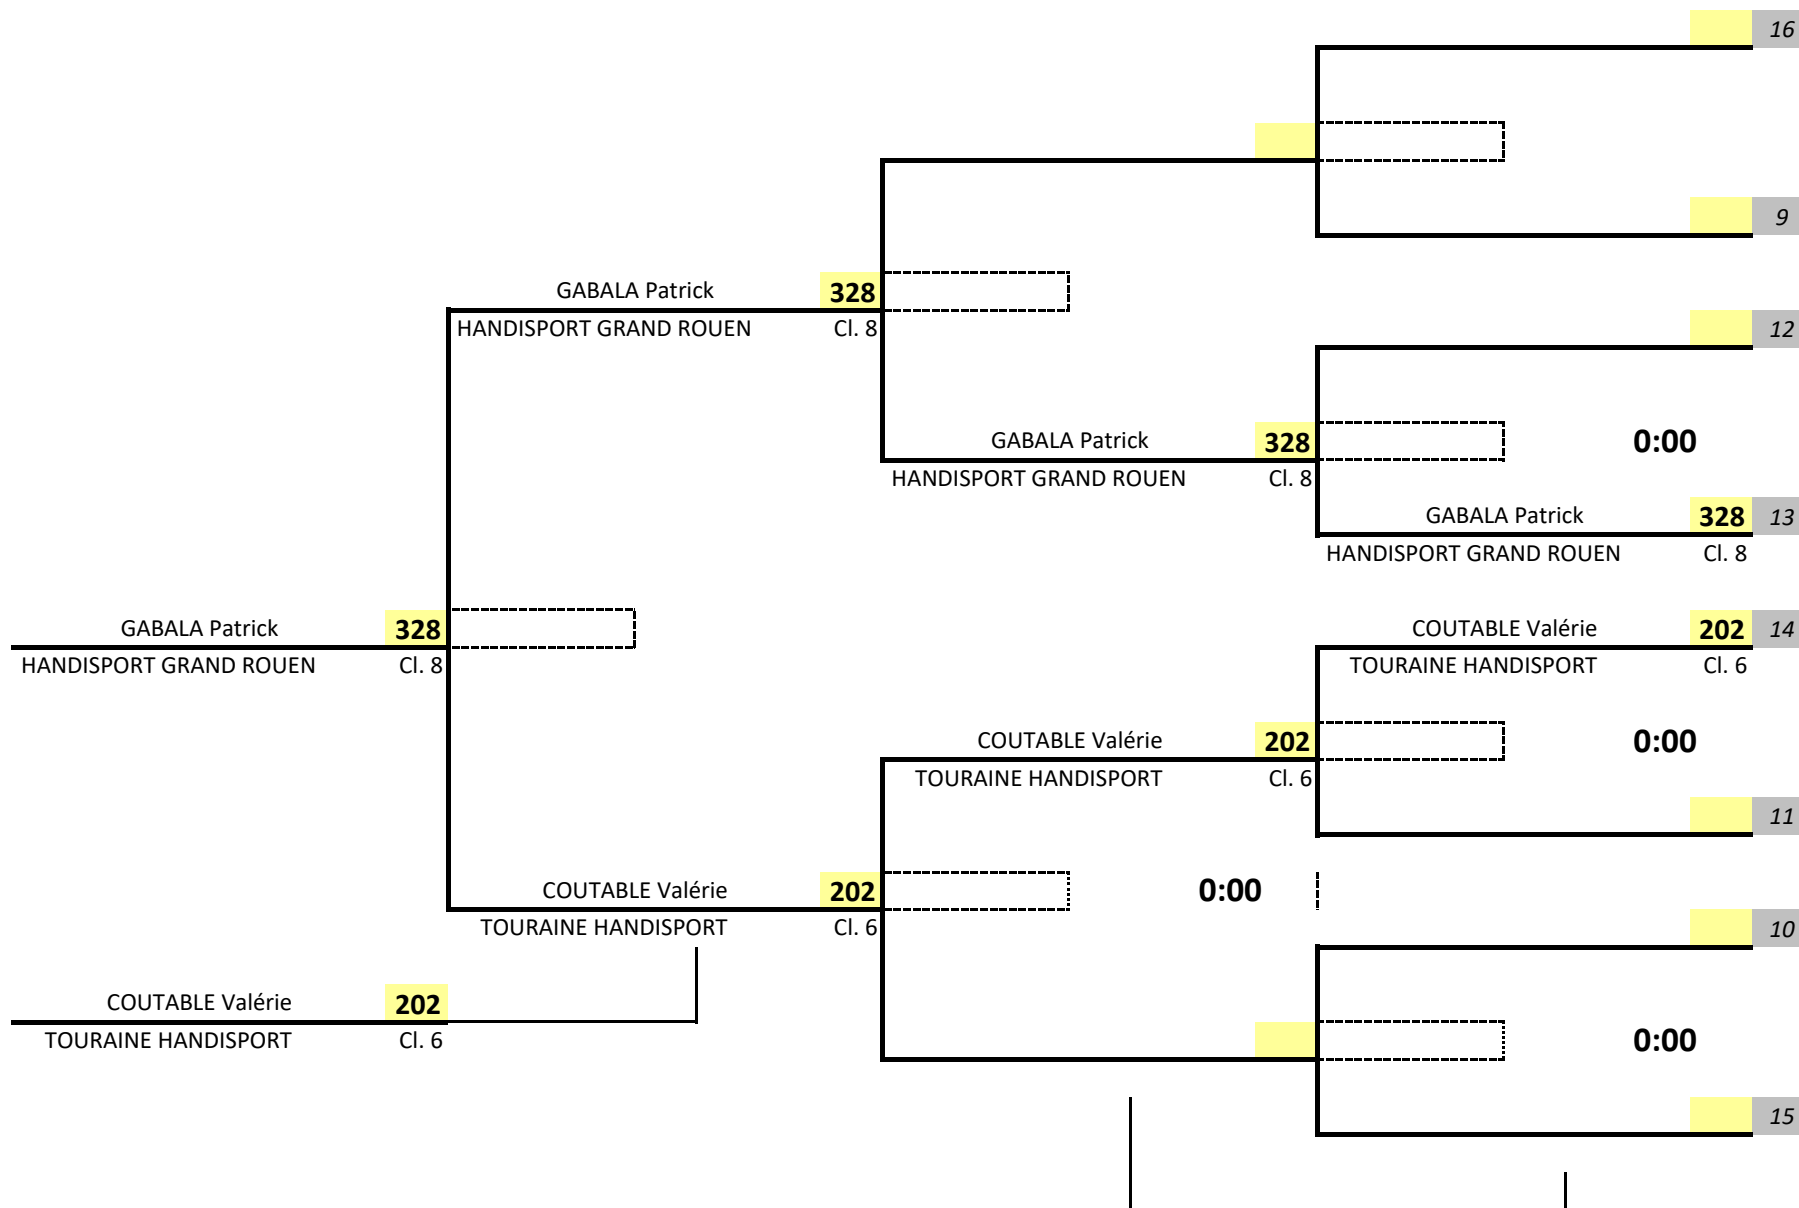 16
9
GABALA Patrick 328
HANDISPORT GRAND ROUEN Cl. 8
12
GABALA Patrick 328 0:00
HANDISPORT GRAND ROUEN Cl. 8
GABALA Patrick 328 13
HANDISPORT GRAND ROUEN Cl. 8
GABALA Patrick 328
HANDISPORT GRAND ROUEN Cl. 8
COUTABLE Valérie 202 14
TOURAINE HANDISPORT Cl. 6
COUTABLE Valérie 202 0:00
TOURAINE HANDISPORT Cl. 6
11
COUTABLE Valérie 202 0:00
TOURAINE HANDISPORT Cl. 6
10
COUTABLE Valérie 202
TOURAINE HANDISPORT Cl. 6
0:00
15